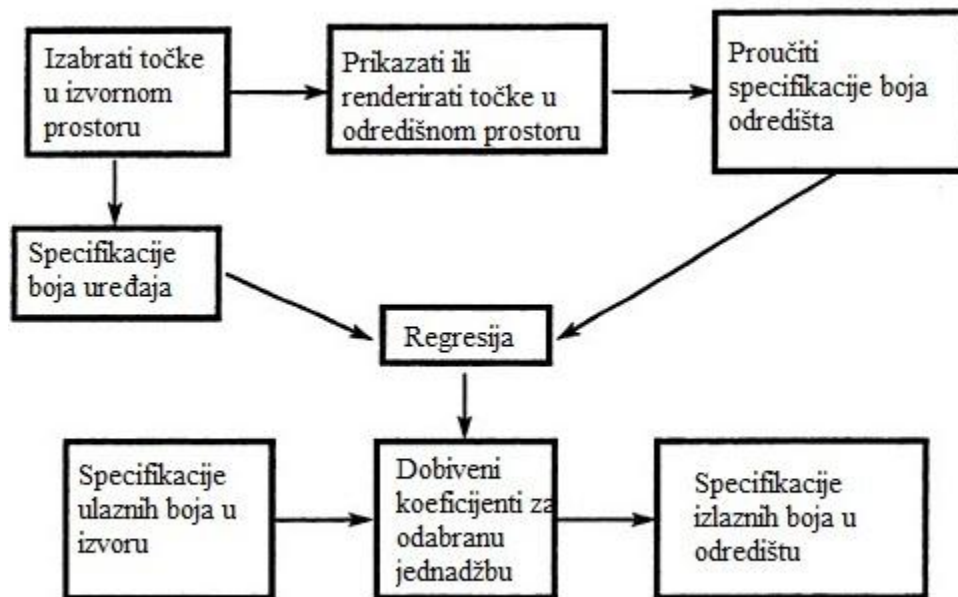 Izabrati točke
u izvornom
prostoru
Prikazati ili
renderirati točke u
odredišnom prostoru
Proučiti
specifikacije boja
odredišta
Specifikacije
boja uređaja
Regresija
Specifikacije
ulaznih boja u
izvoru
Dobiveni
koeficijenti za
odabranu
jednadžbu
Specifikacije
izlaznih boja u
odredištu